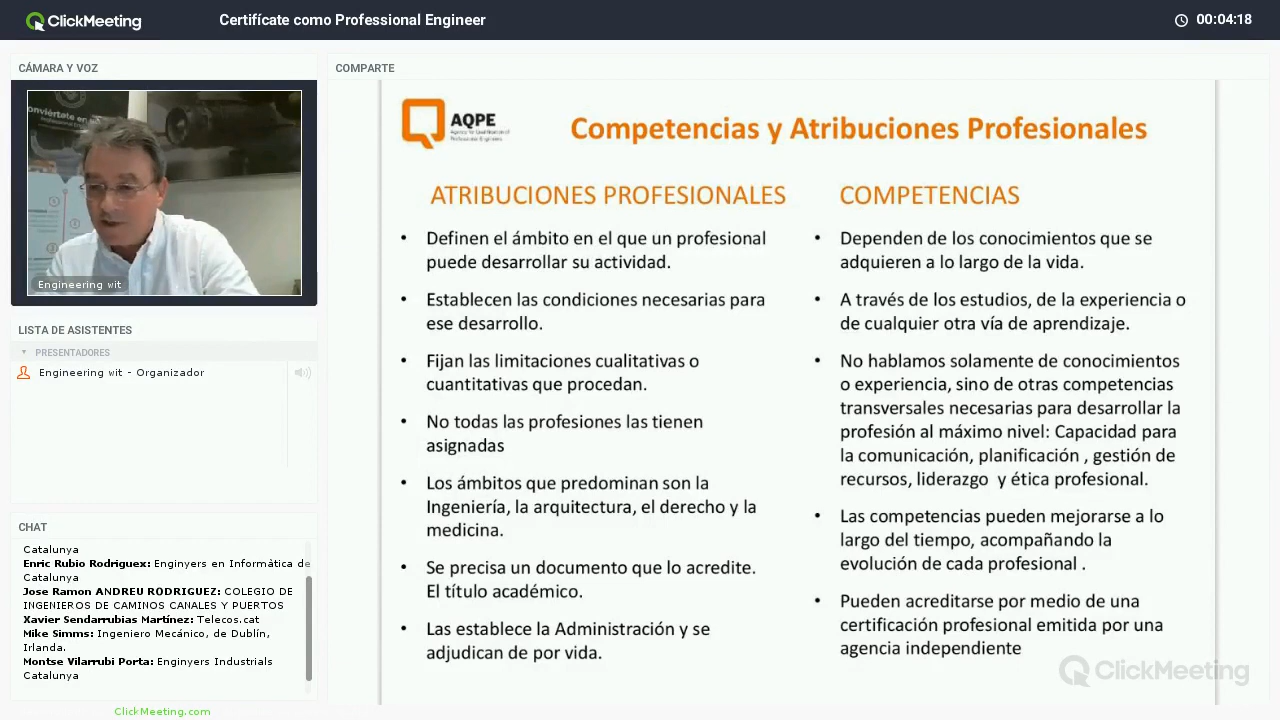 ClickMeeting
Certifícate como Professional Engineer
00:04:18
CÁMARA Y VOZ
Engineering wit
LISTA DE ASISTENTES
PRESENTADORES
Engineering wit - Organizador
CHAT
Catalunya
Enric Rubio Rodriguez: Enginyers en Informàtica de
Catalunya
Jose Ramon ANDREU RODRIGUEZ: COLEGIO DE
INGENIEROS DE CAMINOS CANALES Y PUERTOS
Xavier Sendarrubias Martínez: Telecos.cat
Mike Simms: Ingeniero Mecánico, de Dublín,
Irlanda.
Montse Vilarrubi Porta: Enginyers Industrials
Catalunya
ClickMeeting.com
COMPARTE
AQPE
Agency for Qualification of
Professional Engineers
Competencias y Atribuciones Profesionales
ATRIBUCIONES PROFESIONALES
• Definen el ámbito en el que un profesional
puede desarrollar su actividad.
• Establecen las condiciones necesarias para
ese desarrollo.
• Fijan las limitaciones cualitativas o
cuantitativas que procedan.
• No todas las profesiones las tienen
asignadas
• Los ámbitos que predominan son la
Ingeniería, la arquitectura, el derecho y la
medicina.
• Se precisa un documento que lo acredite.
El título académico.
• Las establece la Administración y se
adjudican de por vida.
COMPETENCIAS
• Dependen de los conocimientos que se
adquieren a lo largo de la vida.
• A través de los estudios, de la experiencia o
de cualquier otra vía de aprendizaje.
• No hablamos solamente de conocimientos
o experiencia, sino de otras competencias
transversales necesarias para desarrollar la
profesión al máximo nivel: Capacidad para
la comunicación, planificación , gestión de
recursos, liderazgo y ética profesional.
• Las competencias pueden mejorarse a lo
largo del tiempo, acompañando la
evolución de cada profesional .
• Pueden acreditarse por medio de una
certificación profesional emitida por una
agencia independiente
ClickMeeting